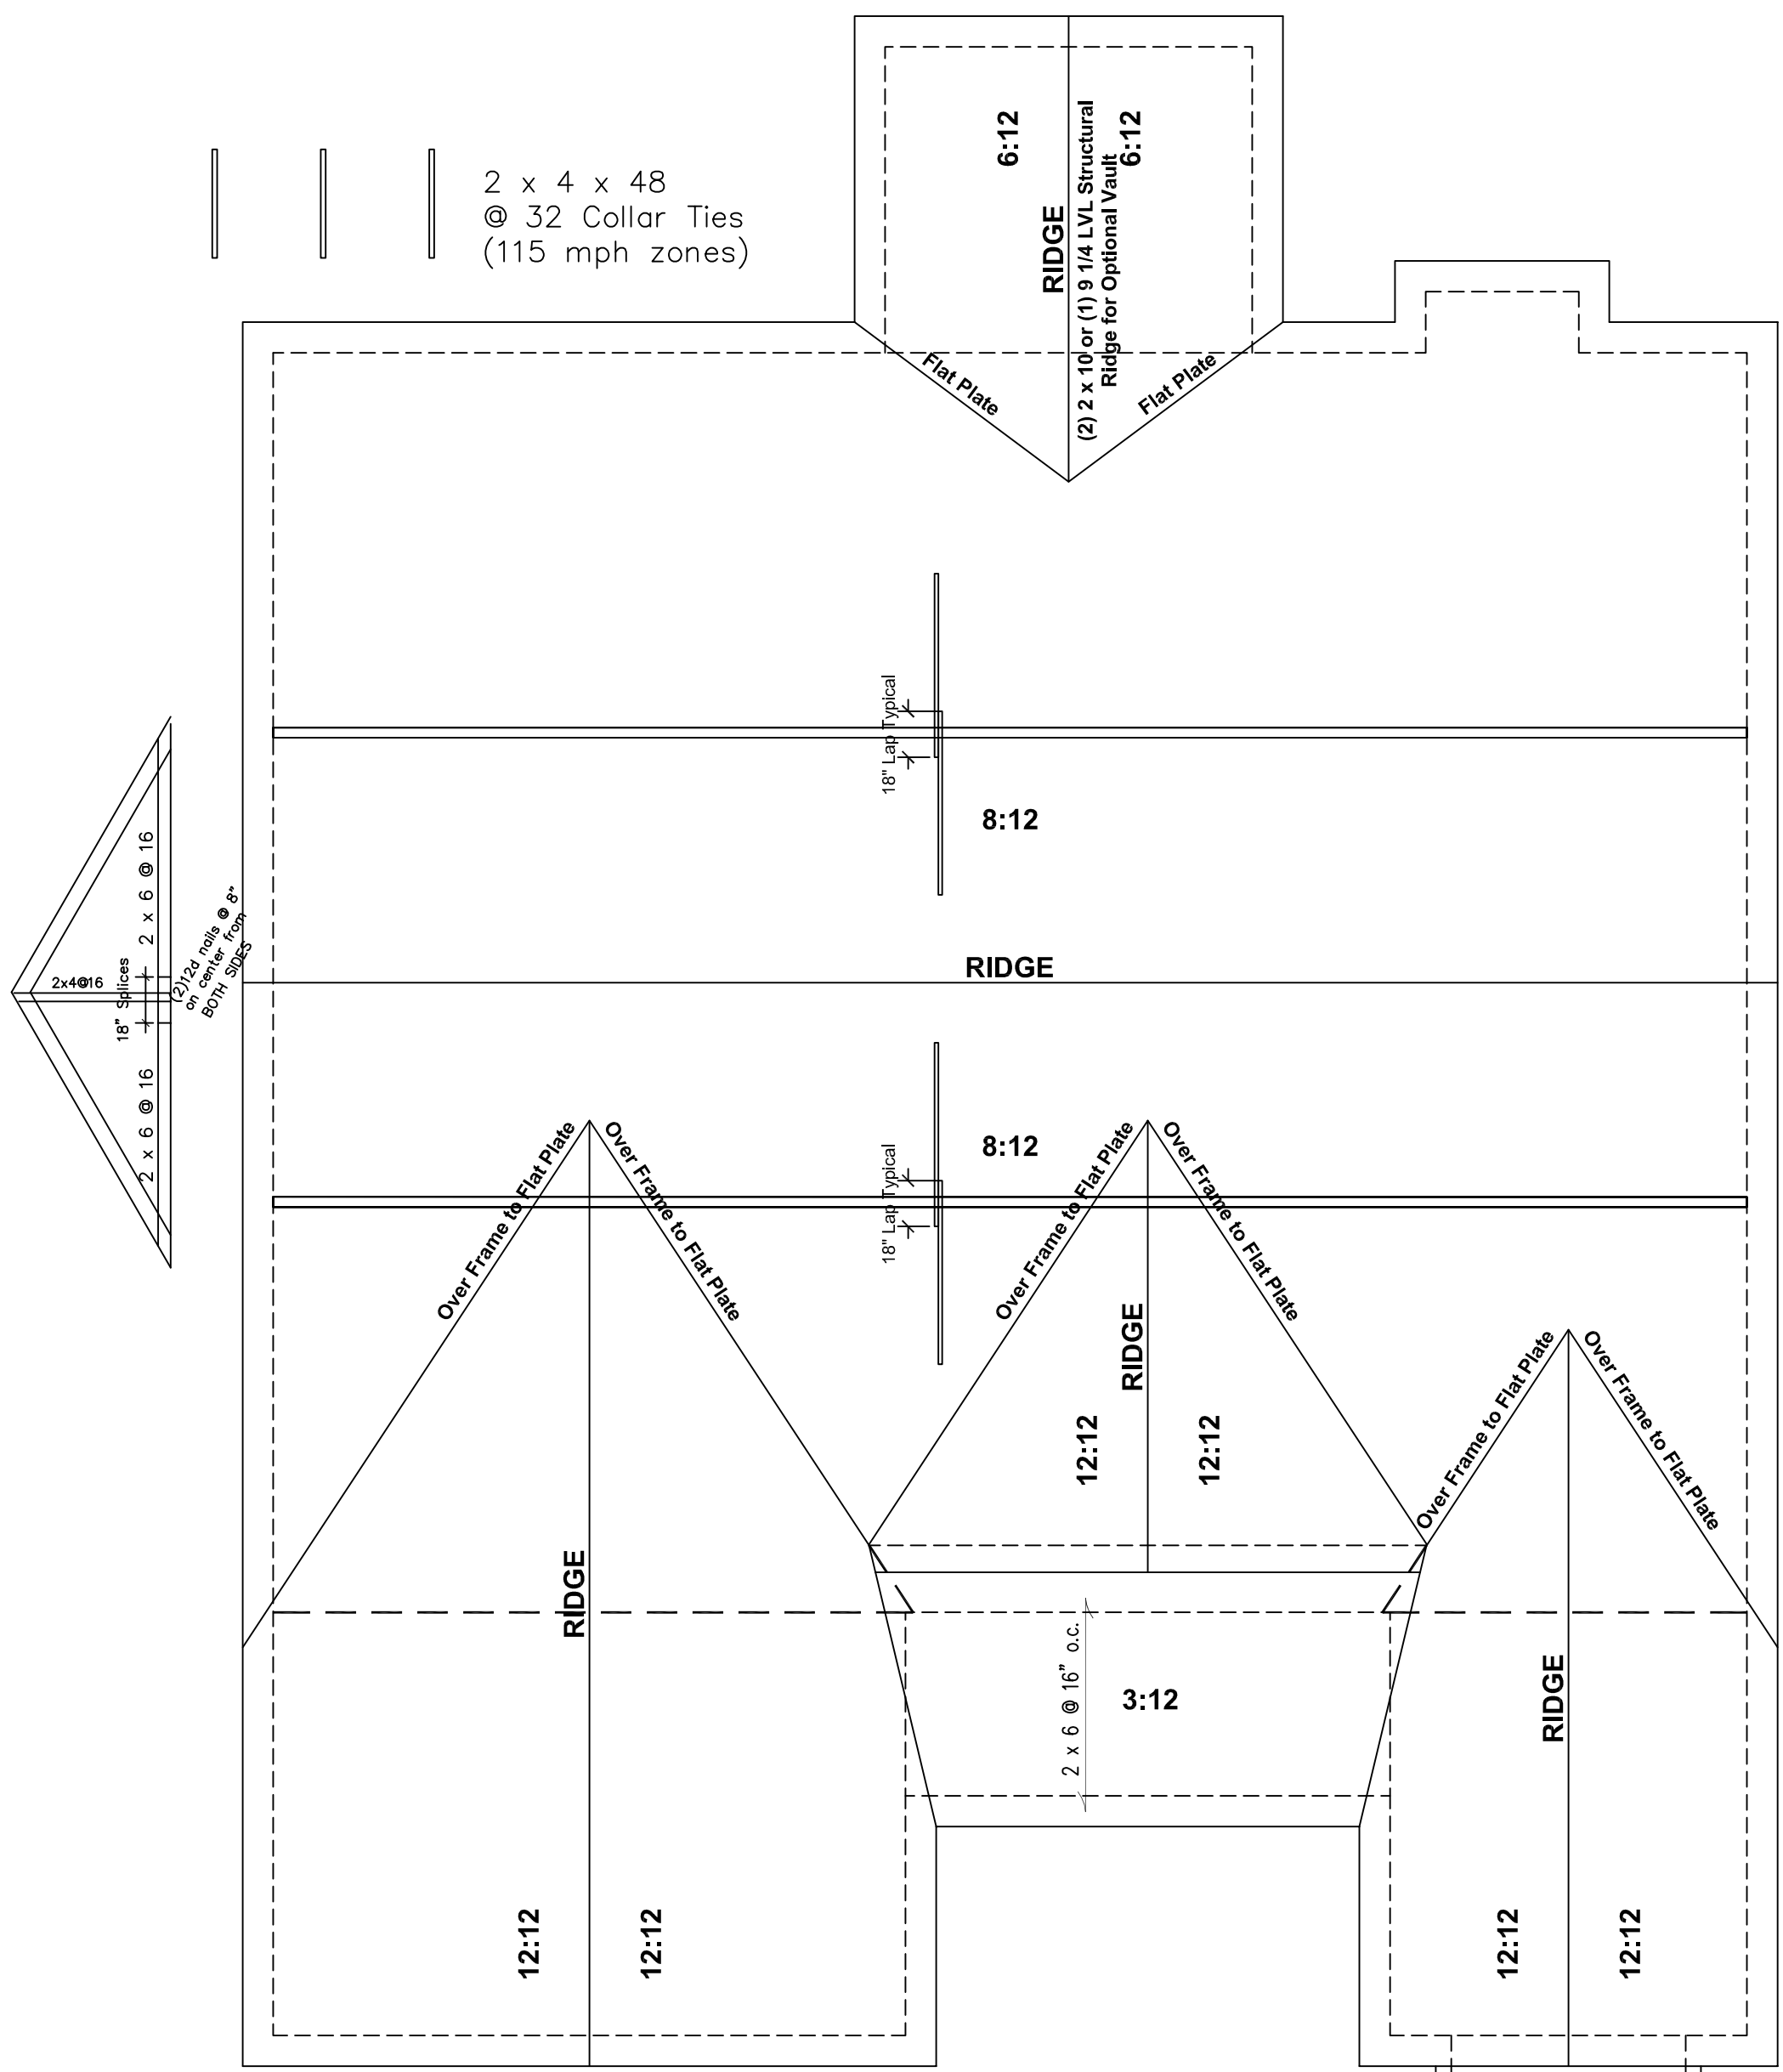 6:12
6:12
RIDGE
(2) 2 x 10 or (1) 9 1/4 LVL Structural
Ridge for Optional Vault
2 x 4 x 48
@ 32 Collar Ties
(115 mph zones)
Flat Plate
Flat Plate
18" Lap Typical
8:12
2 x 6 @ 16
2x4@16
18" Splices
(2)12d nails @ 8"
on center from
BOTH SIDES
2 x 6 @ 16
RIDGE
8:12
18" Lap Typical
Over Frame to Flat Plate
Over Frame to Flat Plate
Over Frame to Flat Plate
Over Frame to Flat Plate
RIDGE
12:12
12:12
Over Frame to Flat Plate
Over Frame to Flat Plate
RIDGE
2 x 6 @ 16" o.c.
3:12
RIDGE
12:12
12:12
12:12
12:12